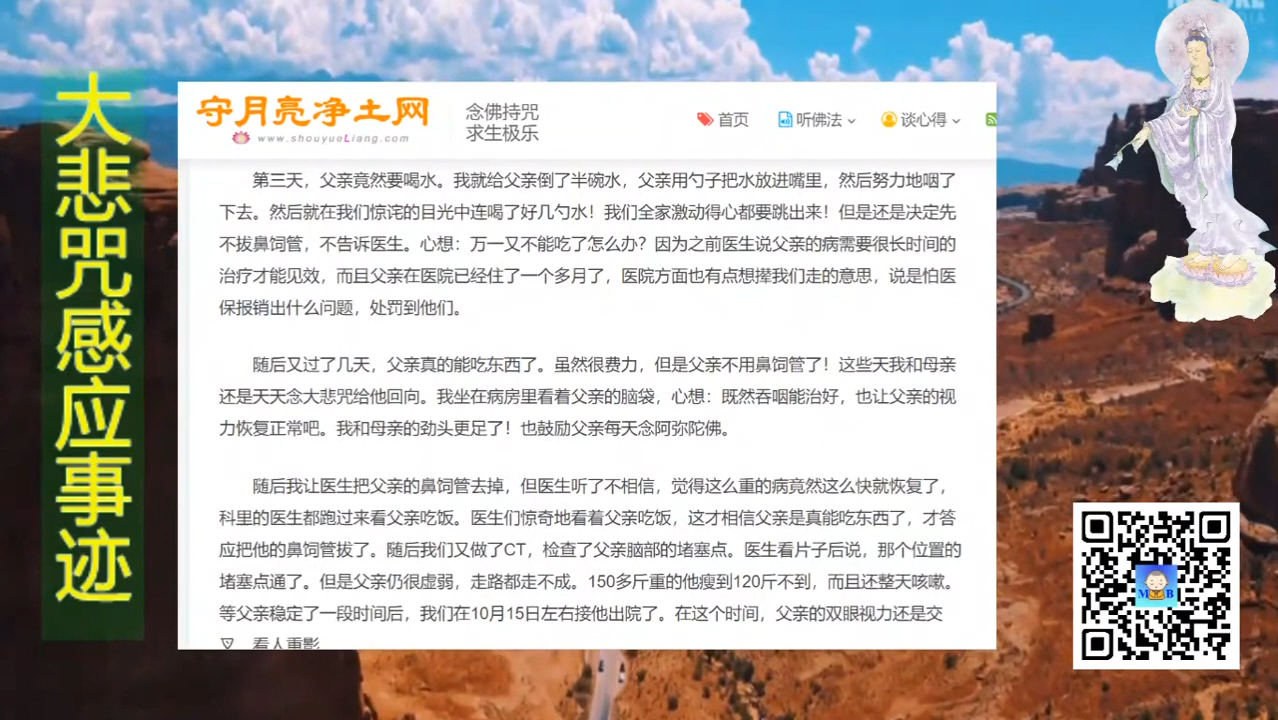 大悲咒感应事迹
守月亮净土网
www.shouyueLiang.com
念佛持咒
求生极乐
首页
听佛法
谈心得
第三天，父亲竟然要喝水。我就给父亲倒了半碗水，父亲用勺子把水放进嘴里，然后努力地咽了
下去。然后就在我们惊诧的目光中连喝了好几勺水！我们全家激动得心都要跳出来！但是还是决定先
不拔鼻饲管，不告诉医生。心想：万一又不能吃了怎么办？因为之前医生说父亲的病需要很长时间的
治疗才能见效，而且父亲在医院已经住了一个多月了，医院方面也有点想撵我们走的意思，说是怕医
保报销出什么问题，处罚到他们。
随后又过了几天，父亲真的能吃东西了。虽然很费力，但是父亲不用鼻饲管了！这些天我和母亲
还是天天念大悲咒给他回向。我坐在病房里看着父亲的脑袋，心想：既然吞咽能治好，也让父亲的视
力恢复正常吧。我和母亲的劲头更足了！也鼓励父亲每天念阿弥陀佛。
随后我让医生把父亲的鼻饲管去掉，但医生听了不相信，觉得这么重的病竟然这么快就恢复了，
科里的医生都跑过来看父亲吃饭。医生们惊奇地看着父亲吃饭，这才相信父亲是真能吃东西了，才答
应把他的鼻饲管拔了。随后我们又做了CT，检查了父亲脑部的堵塞点。医生看片子后说，那个位置的
堵塞点通了。但是父亲仍很虚弱，走路都走不成。150多斤重的他瘦到120斤不到，而且还整天咳嗽。
等父亲稳定了一段时间后，我们在10月15日左右接他出院了。在这个时间，父亲的双眼视力还是交
看人重影
M B